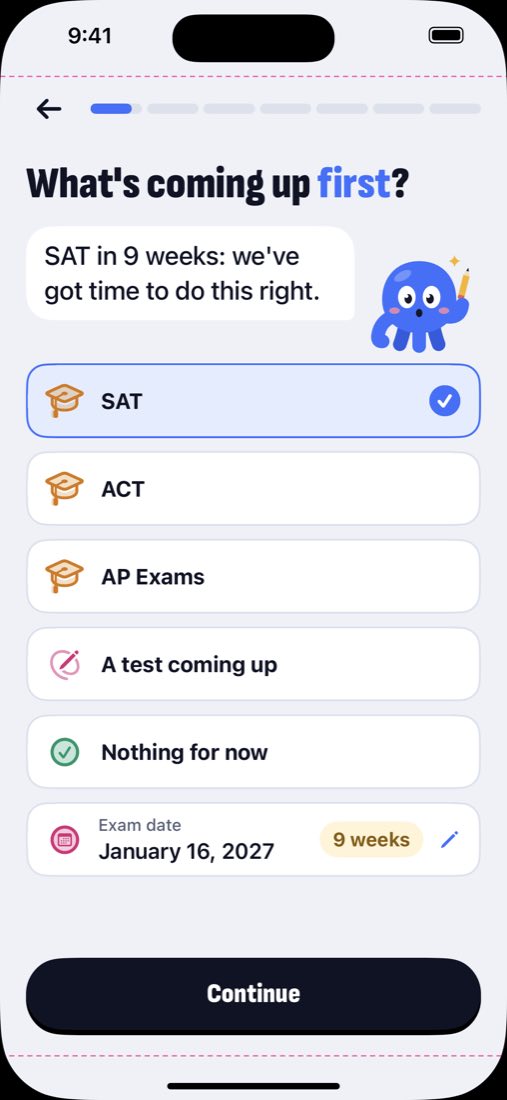 9:41
What's coming up first?
SAT in 9 weeks: we've
got time to do this right.
SAT
ACT
AP Exams
A test coming up
Nothing for now
Exam date
January 16, 2027
9 weeks
Continue